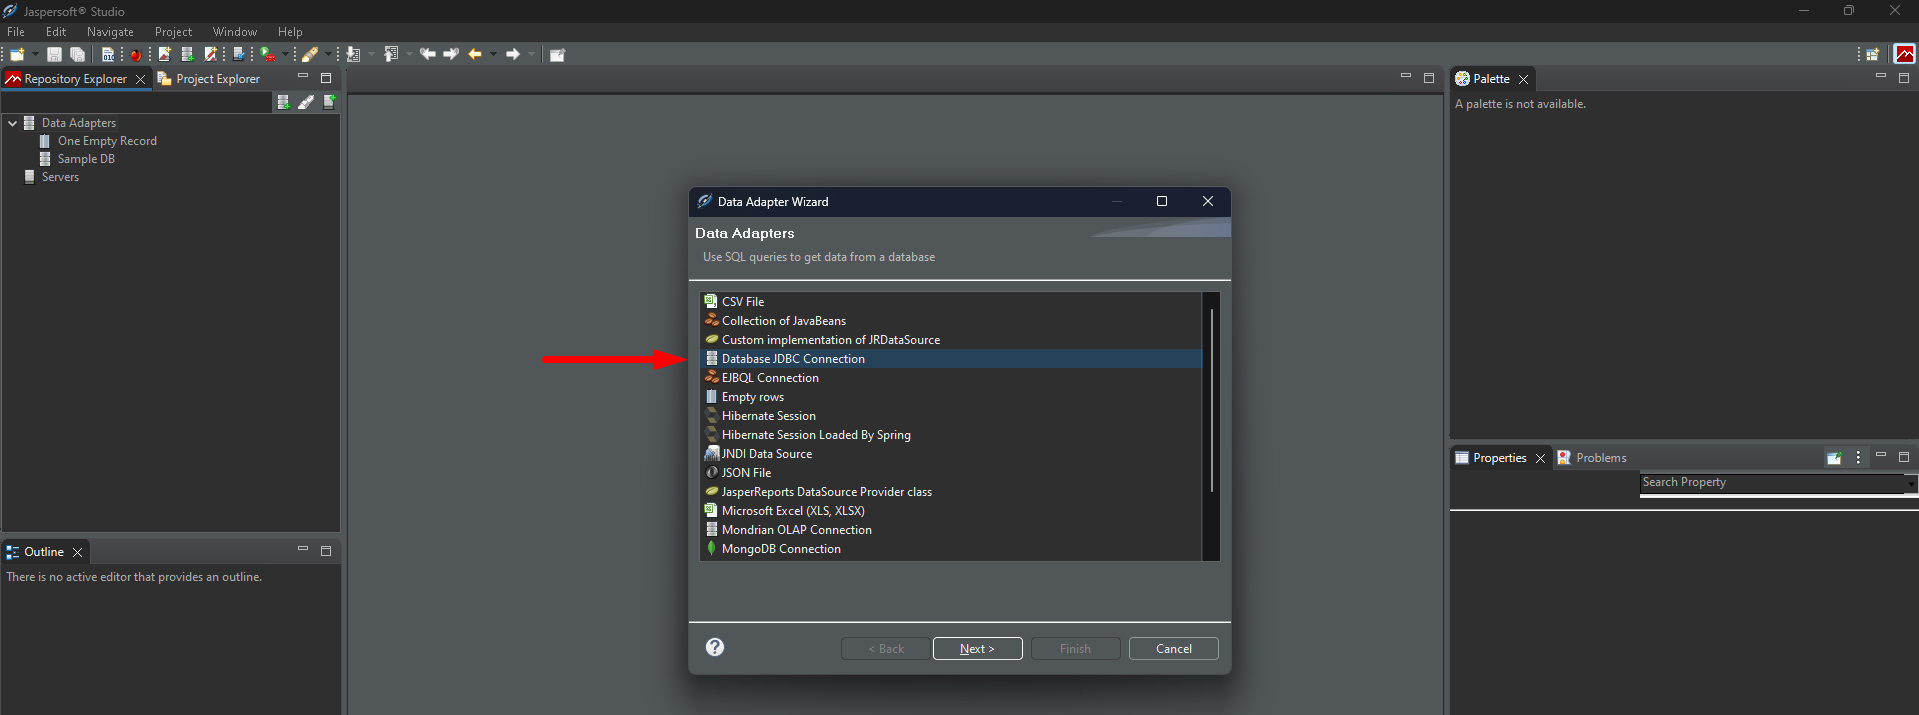 Jaspersoft® Studio
File Edit Navigate Project Window Help
Repository Explorer
Project Explorer
Data Adapters
One Empty Record
Sample DB
Servers
Outline
There is no active editor that provides an outline.
Data Adapter Wizard
Data Adapters
Use SQL queries to get data from a database
CSV File
Collection of JavaBeans
Custom implementation of JRDataSource
Database JDBC Connection
EJBQL Connection
Empty rows
Hibernate Session
Hibernate Session Loaded By Spring
JNDI Data Source
JSON File
JasperReports DataSource Provider class
Microsoft Excel (XLS, XLSX)
Mondrian OLAP Connection
MongoDB Connection
< Back Next > Finish Cancel
Palette
A palette is not available.
Properties
Problems
Search Property